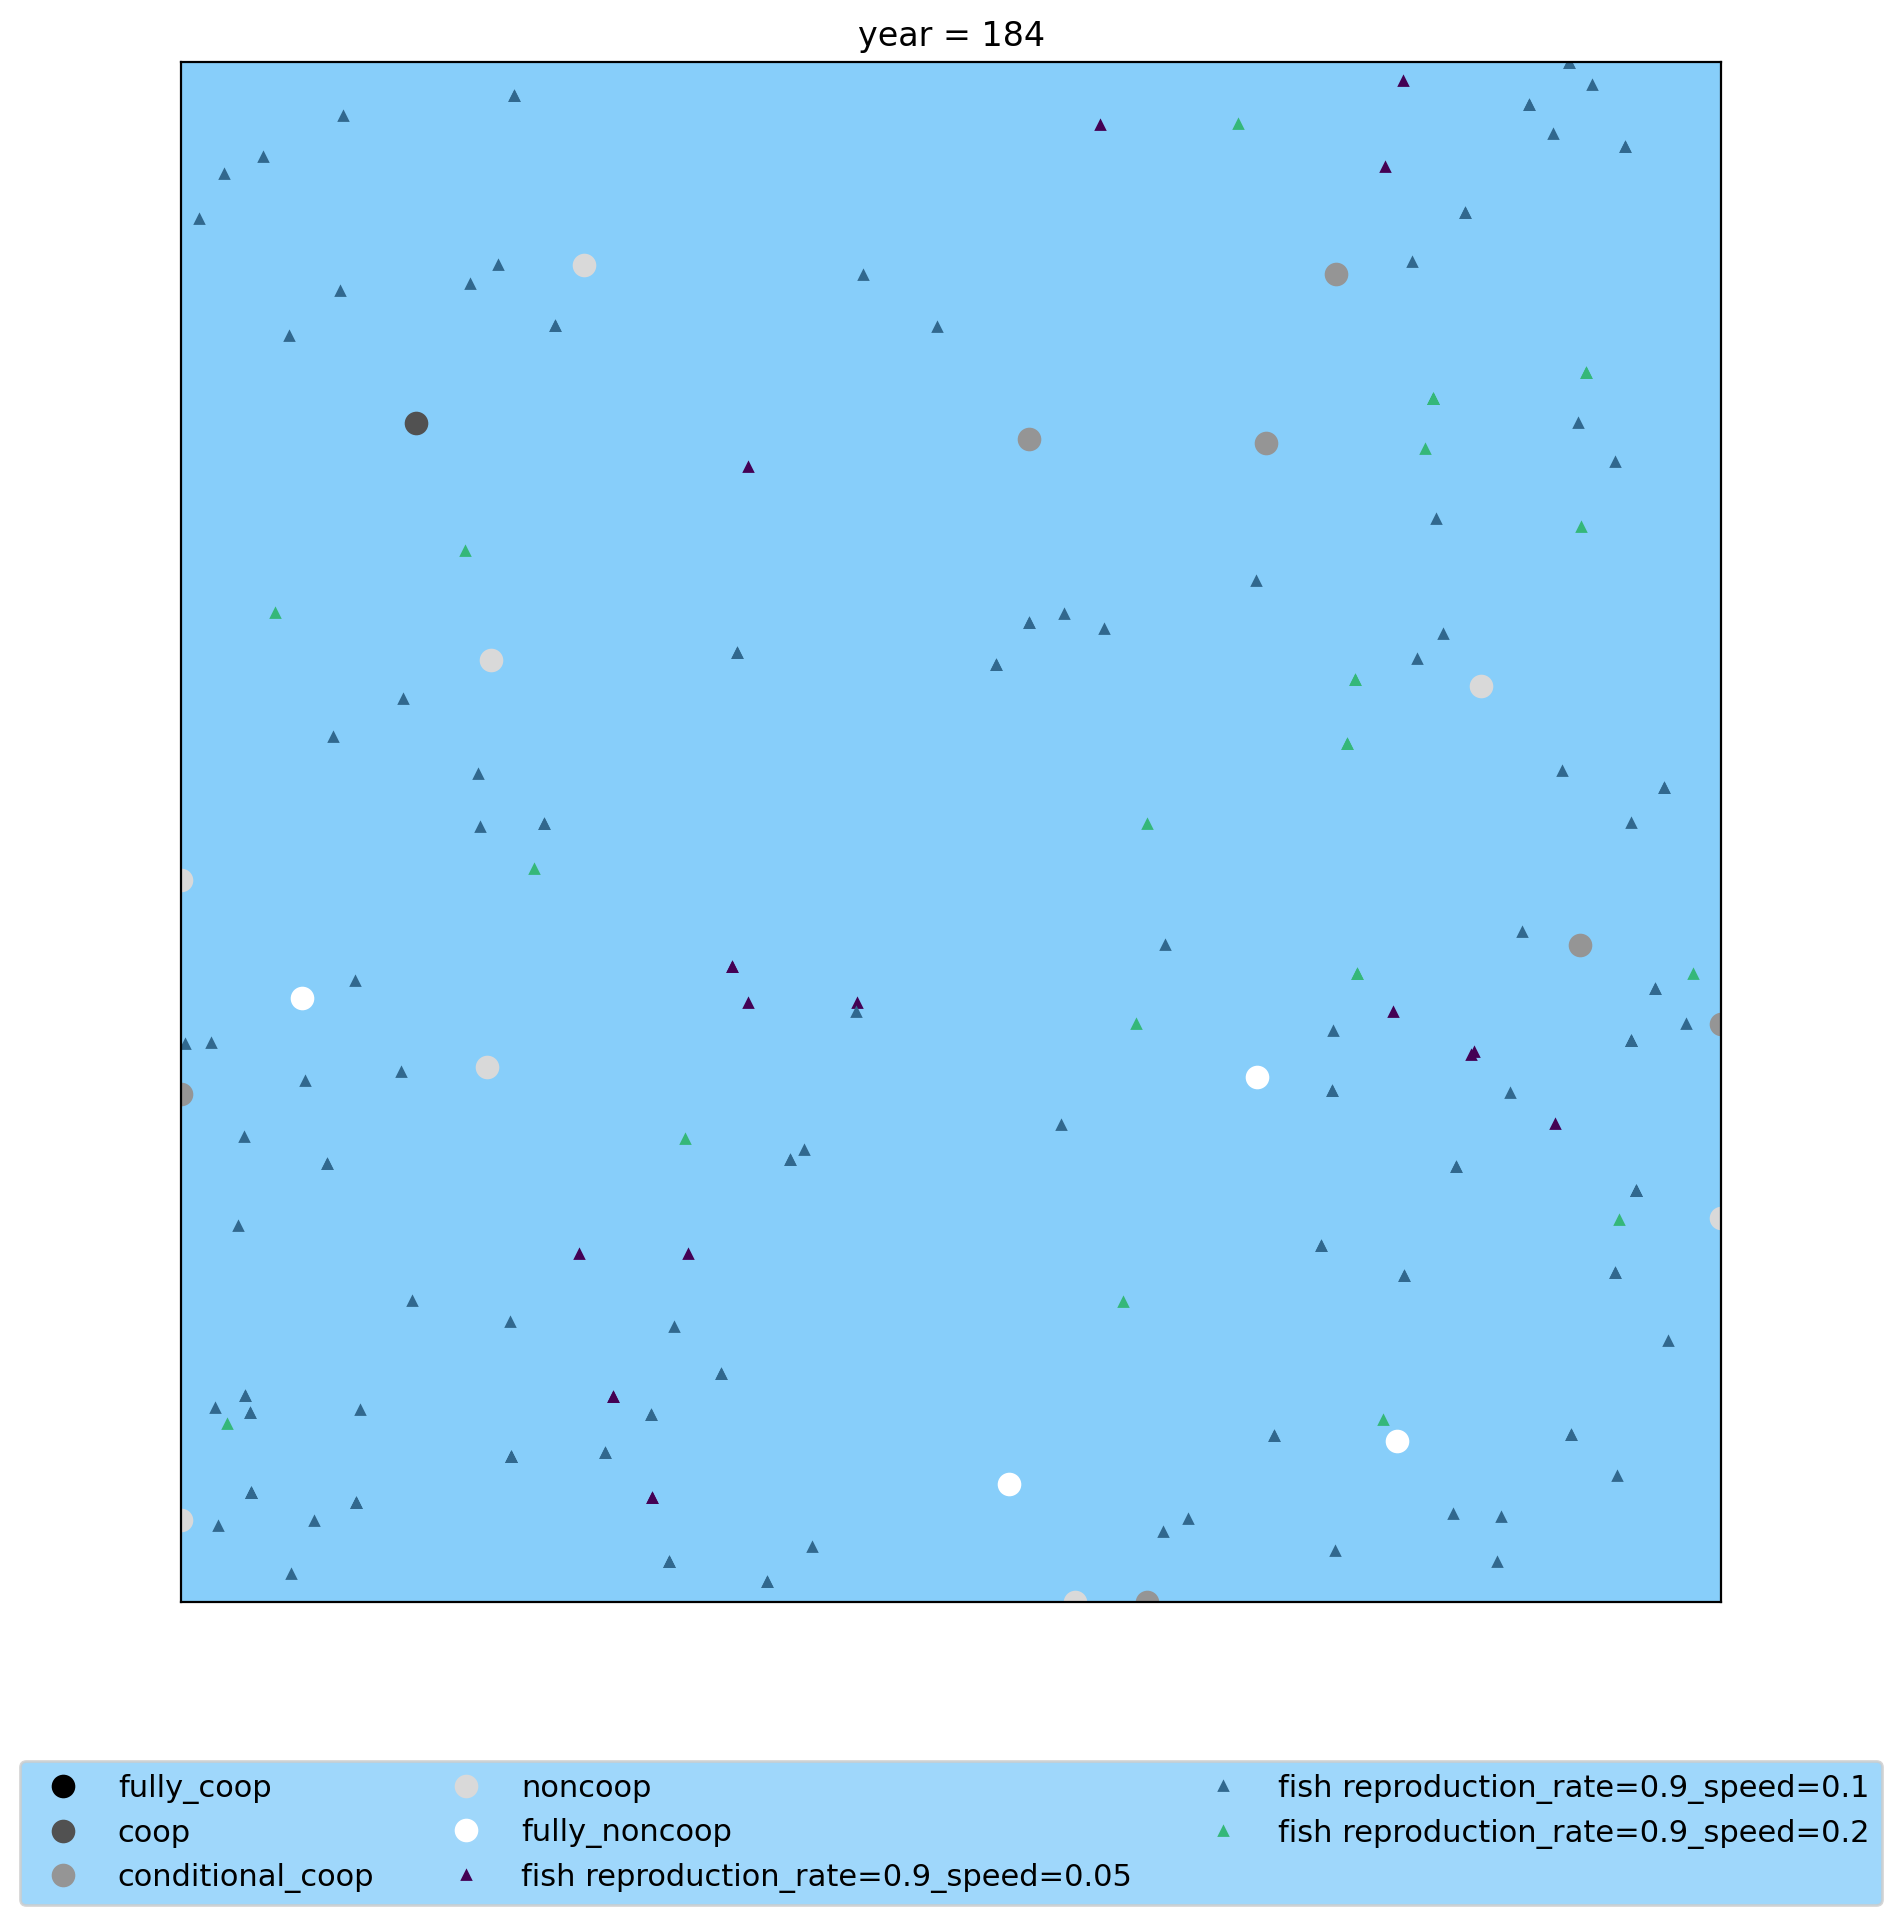 year = 184
fully_coop
coop
conditional_coop
noncoop
fully_noncoop
fish reproduction_rate=0.9_speed=0.05
fish reproduction_rate=0.9_speed=0.1
fish reproduction_rate=0.9_speed=0.2